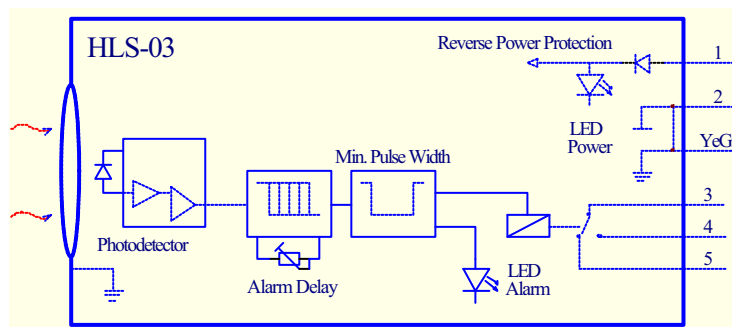 HLS-03
Reverse Power Protection
1
LED
Power
2
YeG
Min. Pulse Width
Photodetector
Alarm Delay
LED
Alarm
3
4
5